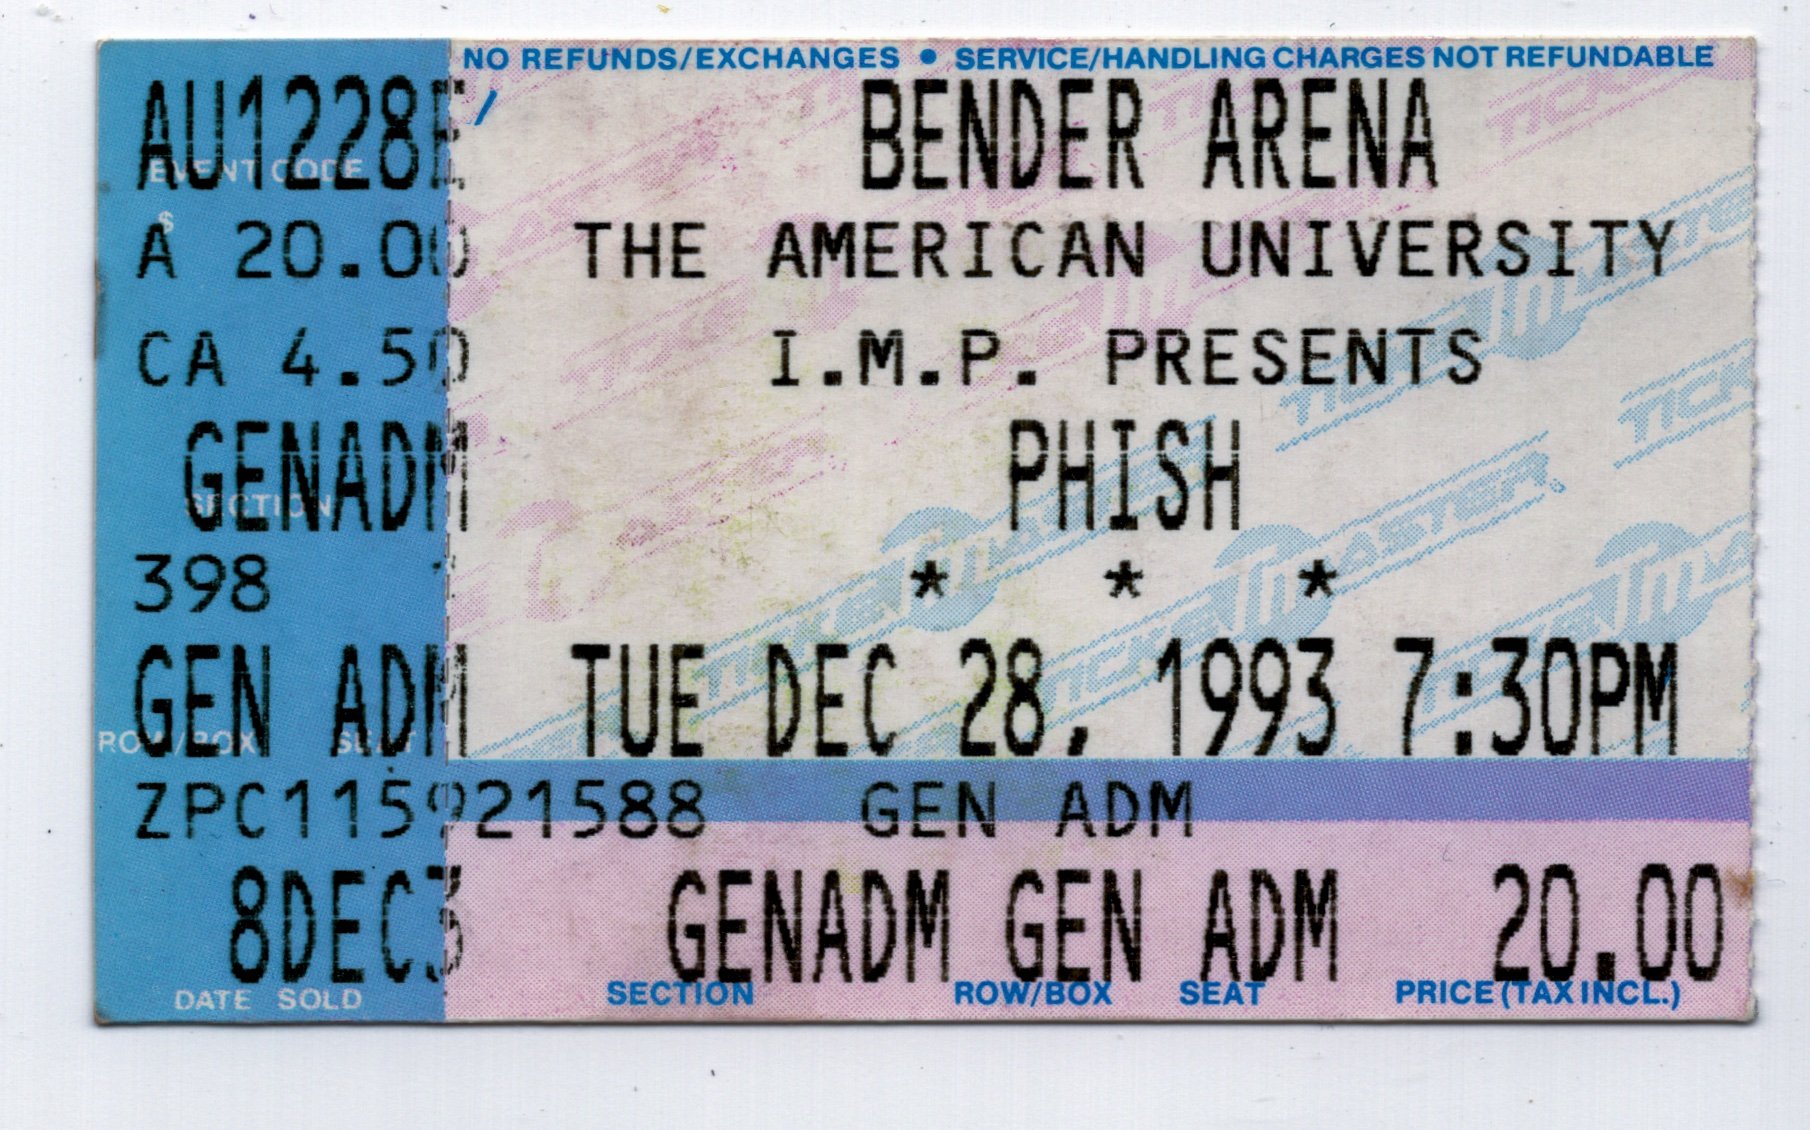 NO REFUNDS/EXCHANGES • SERVICE/HANDLING CHARGES NOT REFUNDABLE
AU1228E
EVENT CODE
BENDER ARENA
$
A 20.00
THE AMERICAN UNIVERSITY
CA 4.50
I.M.P. PRESENTS
GENADM
SECTION
PHISH
398
* * *
GEN ADM
ROW/BOX SEAT
TUE DEC 28, 1993 7:30PM
ZPC115921588 GEN ADM
8DEC3
DATE SOLD
GENADM GEN ADM 20.00
SECTION ROW/BOX SEAT PRICE (TAX INCL.)
TICKETMASTER